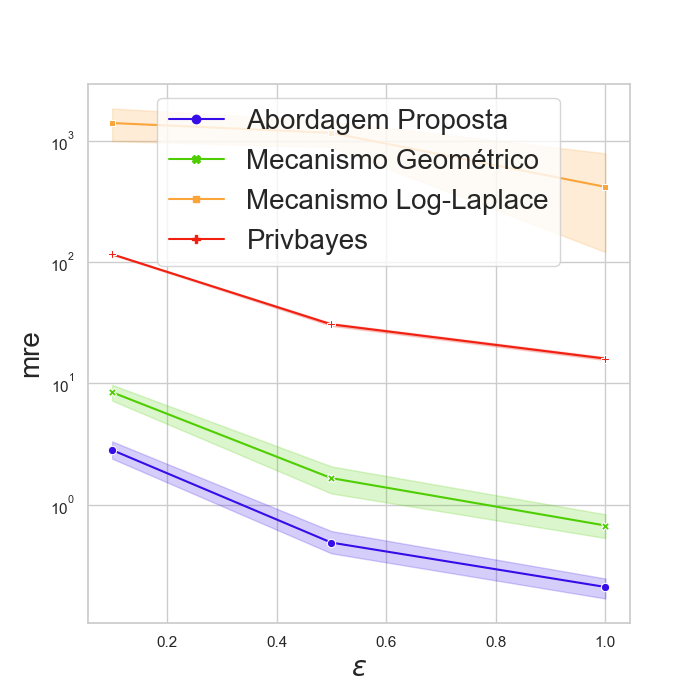 Abordagem Proposta
Mecanismo Geométrico
Mecanismo Log-Laplace
Privbayes
mre
10³
10²
10¹
10⁰
0.2 0.4 0.6 0.8 1.0
ε